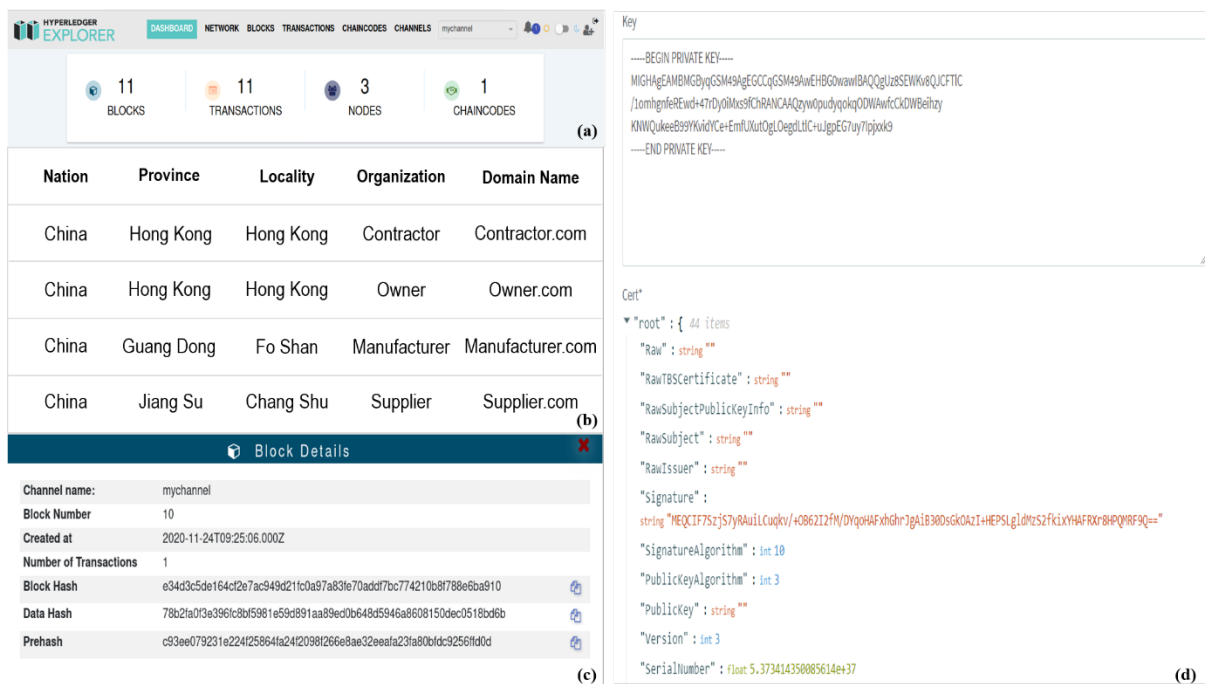 HYPERLEDGER
EXPLORER
DASHBOARD NETWORK BLOCKS TRANSACTIONS CHAINCODES CHANNELS mychannel
11
BLOCKS
11
TRANSACTIONS
3
NODES
1
CHAINCODES
(a)
Nation Province Locality Organization Domain Name
China Hong Kong Hong Kong Contractor Contractor.com
China Hong Kong Hong Kong Owner Owner.com
China Guang Dong Fo Shan Manufacturer Manufacturer.com
China Jiang Su Chang Shu Supplier Supplier.com
(b)
Block Details
Channel name: mychannel
Block Number 10
Created at 2020-11-24T09:25:06.000Z
Number of Transactions 1
Block Hash e34d3c5de164cf2e7ac949d21fc0a97a83fe70addf7bc774210b8f788e6ba910
Data Hash 78b2fa0f3e396fc8bf5981e59d891aa89ed0b648d5946a8608150dec0518bd6b
Prehash c93ee079231e224f25864fa24f2098f266e8ae32eeafa23fa80bfdc9256ffd0d
(c)
Key
-----BEGIN PRIVATE KEY-----
-----END PRIVATE KEY-----
Cert*
"root" : { 44 items
"Raw" : string ""
"RawTBSCertificate" : string ""
"RawSubjectPublicKeyInfo" : string ""
"RawSubject" : string ""
"RawIssuer" : string ""
"Signature" :
string
"SignatureAlgorithm" : int 10
"PublicKeyAlgorithm" : int 3
"PublicKey" : string ""
"Version" : int 3
"SerialNumber" : float 5.373414350085614e+37
(d)